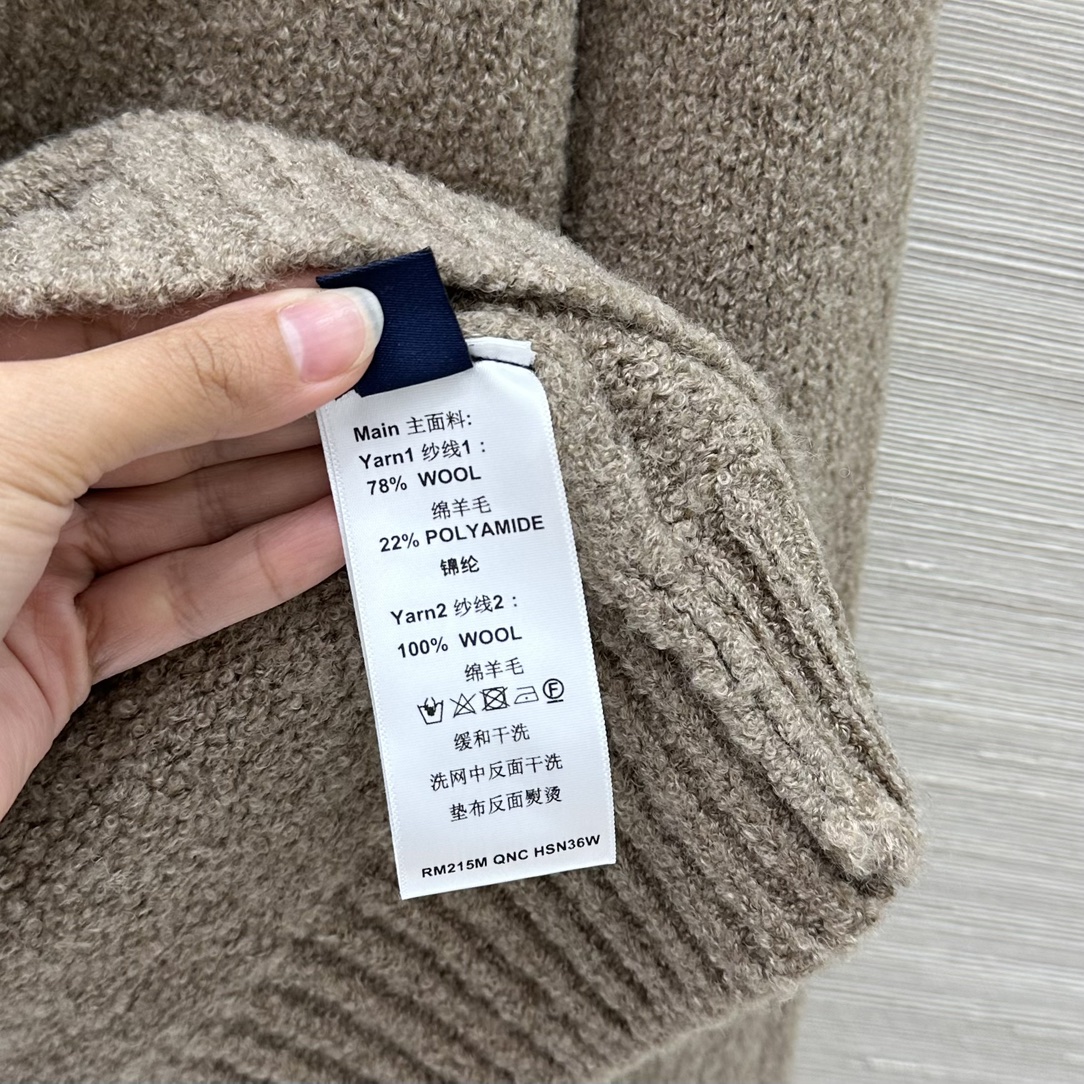 Main 主面料:
Yarn1 纱线1 :
78% WOOL
绵羊毛
22% POLYAMIDE
锦纶
Yarn2 纱线2 :
100% WOOL
绵羊毛
F
缓和干洗
洗网中反面干洗
垫布反面熨烫
RM215M QNC HSN36W